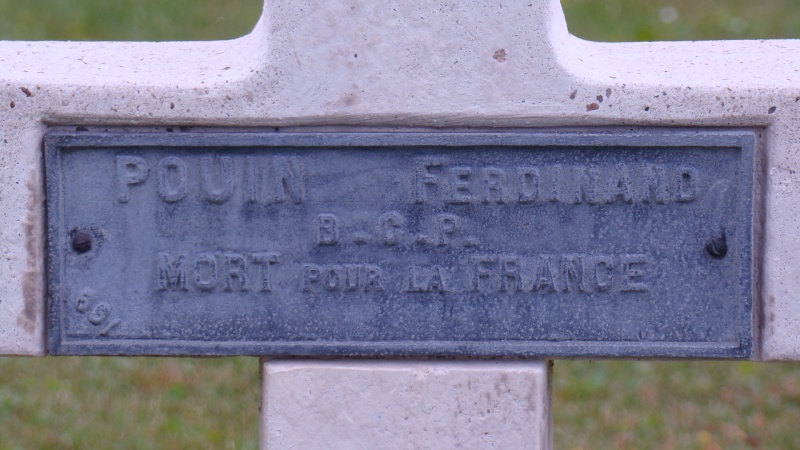 POUIN FERDINAND
B.-C.-P.
MORT POUR LA FRANCE